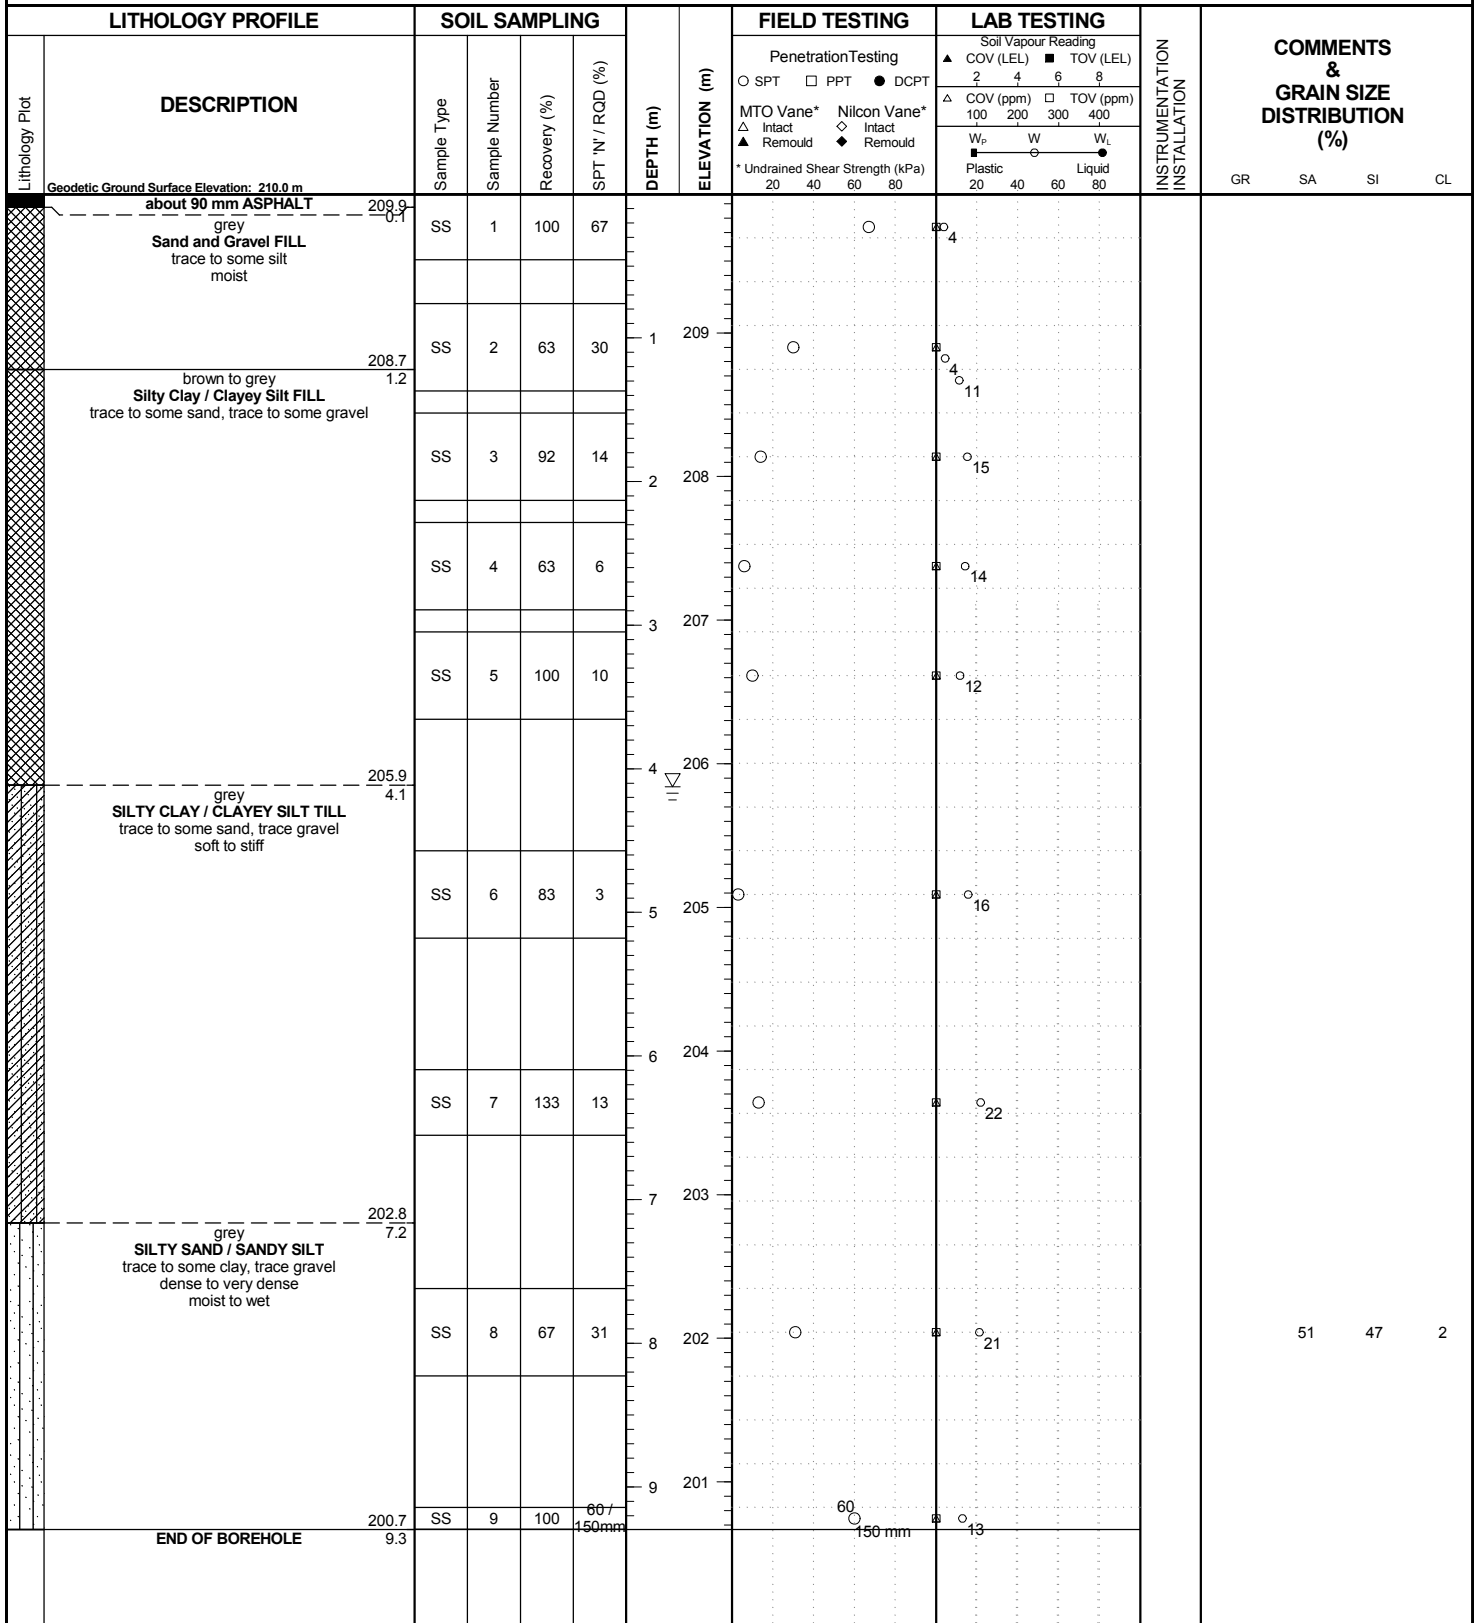 LITHOLOGY PROFILE
SOIL SAMPLING
FIELD TESTING
LAB TESTING
Lithology Plot
DESCRIPTION
Geodetic Ground Surface Elevation: 210.0 m
Sample Type
Sample Number
Recovery (%)
SPT 'N' / RQD (%)
DEPTH (m)
ELEVATION (m)
PenetrationTesting
SPT PPT DCPT
MTO Vane* Nilcon Vane*
Intact Intact
Remould Remould
* Undrained Shear Strength (kPa)
20 40 60 80
Soil Vapour Reading
COV (LEL) TOV (LEL)
2 4 6 8
COV (ppm) TOV (ppm)
100 200 300 400
WP W WL
Plastic Liquid
20 40 60 80
INSTRUMENTATION
INSTALLATION
COMMENTS
&
GRAIN SIZE
DISTRIBUTION
(%)
GR SA SI CL
about 90 mm ASPHALT 209.9
0.1
grey
Sand and Gravel FILL
trace to some silt
moist
SS 1 100 67
4
1 209
SS 2 63 30
4
208.7
1.2
11
brown to grey
Silty Clay / Clayey Silt FILL
trace to some sand, trace to some gravel
SS 3 92 14
15
2 208
SS 4 63 6
14
3 207
SS 5 100 10
12
4 206
205.9
4.1
grey
SILTY CLAY / CLAYEY SILT TILL
trace to some sand, trace gravel
soft to stiff
SS 6 83 3
16
5 205
6 204
SS 7 133 13
22
7 203
202.8
7.2
grey
SILTY SAND / SANDY SILT
trace to some clay, trace gravel
dense to very dense
moist to wet
SS 8 67 31
21
51 47 2
8 202
9 201
200.7
SS 9 100 60 /
150mm
60
150 mm
13
END OF BOREHOLE 9.3